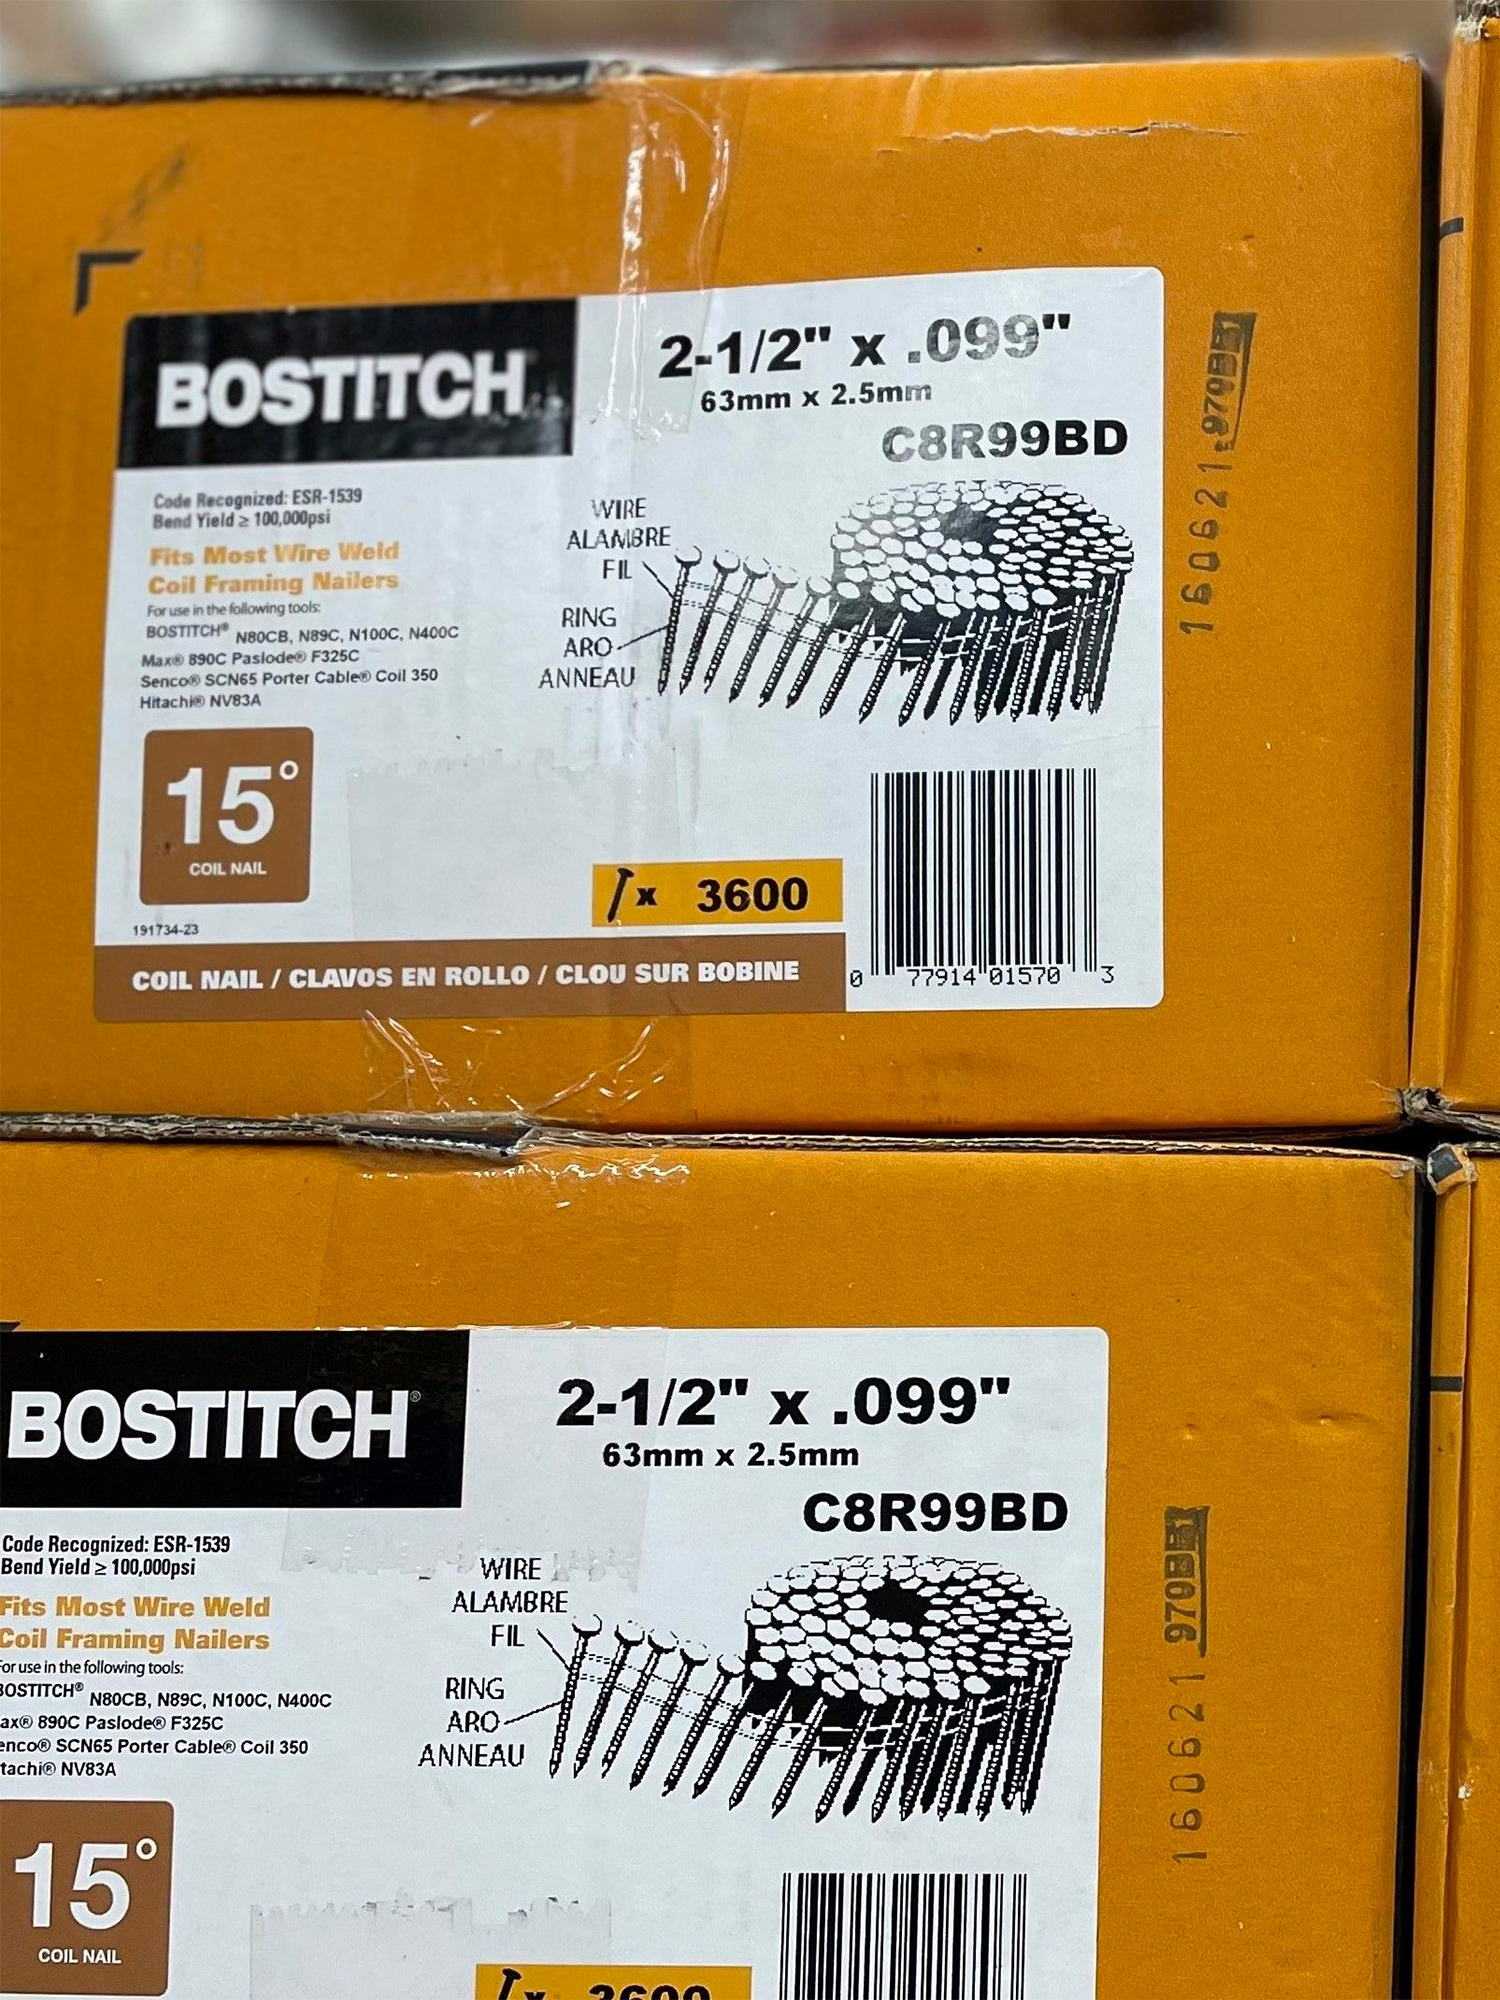 BOSTITCH
2-1/2" x .099"
63mm x 2.5mm
C8R99BD
Code Recognized: ESR-1539
Bend Yield ≥ 100,000psi
Fits Most Wire Weld
Coil Framing Nailers
For use in the following tools:
BOSTITCH® N80CB, N89C, N100C, N400C
Max® 890C Paslode® F325C
Senco® SCN65 Porter Cable® Coil 350
Hitachi® NV83A
WIRE
ALAMBRE
FIL
RING
ARO
ANNEAU
15°
COIL NAIL
191734-23
x 3600
COIL NAIL / CLAVOS EN ROLLO / CLOU SUR BOBINE
0 77914 01570 3
160621
BOSTITCH®
2-1/2" x .099"
63mm x 2.5mm
C8R99BD
Code Recognized: ESR-1539
Bend Yield ≥ 100,000psi
Fits Most Wire Weld
Coil Framing Nailers
For use in the following tools:
BOSTITCH® N80CB, N89C, N100C, N400C
ax® 890C Paslode® F325C
enco® SCN65 Porter Cable® Coil 350
tachi® NV83A
WIRE
ALAMBRE
FIL
RING
ARO
ANNEAU
15°
COIL NAIL
x 3600
160621